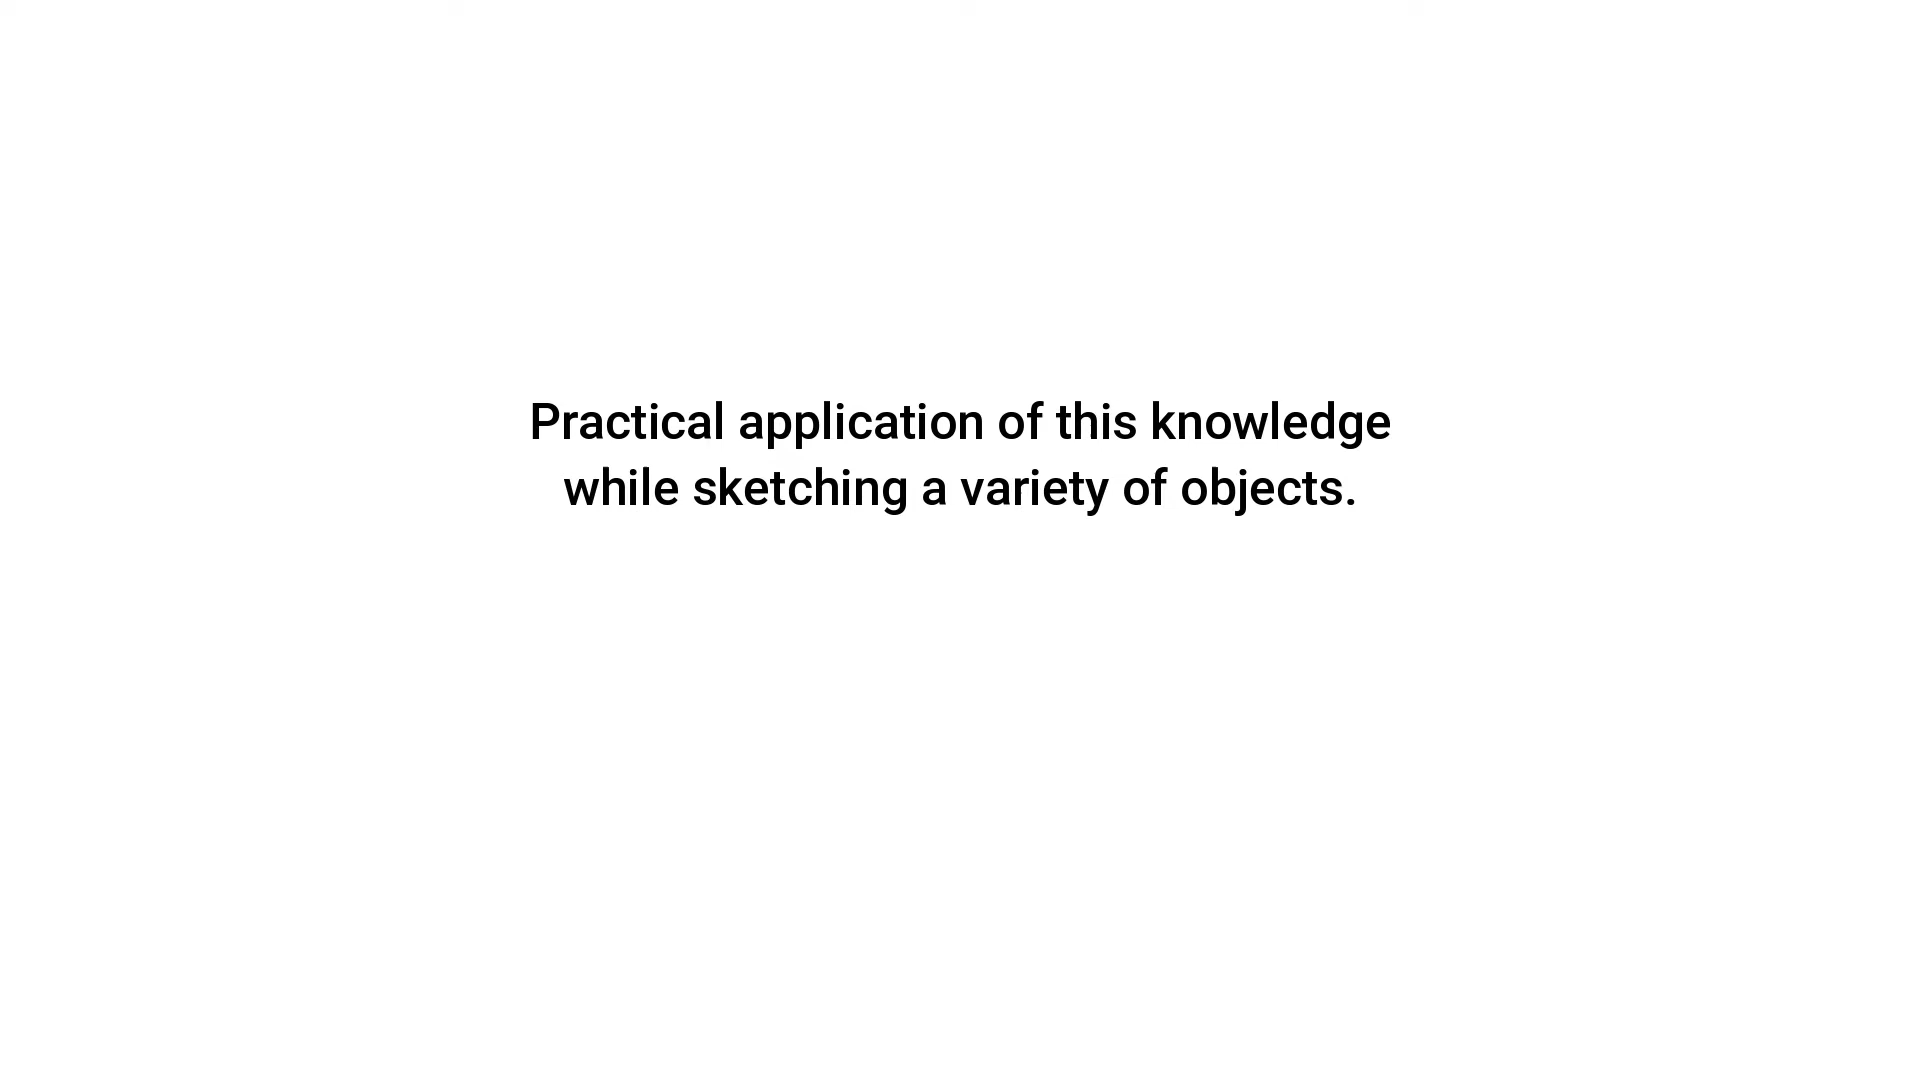 Practical application of this knowledge
while sketching a variety of objects.